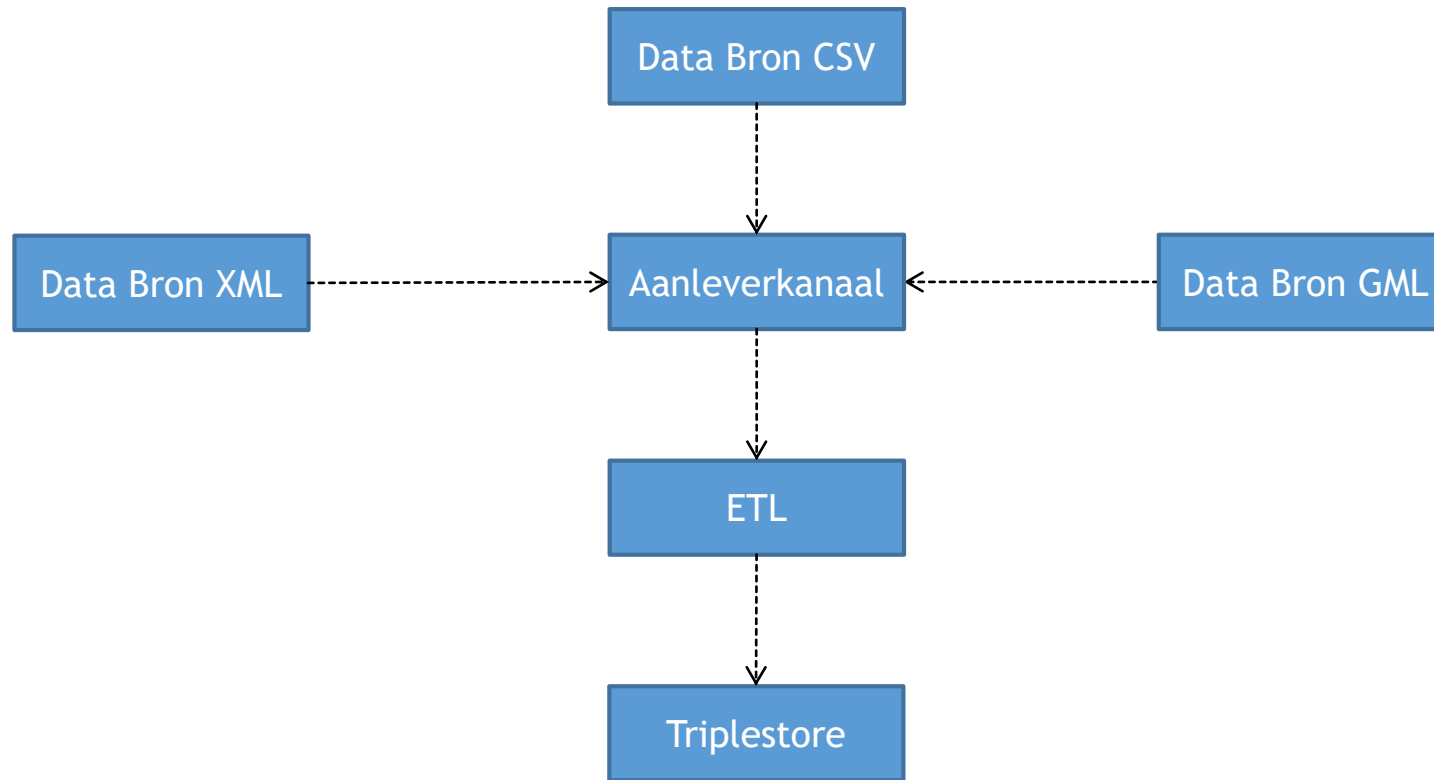 Data Bron CSV
Data Bron XML
Aanleverkanaal
Data Bron GML
ETL
Triplestore